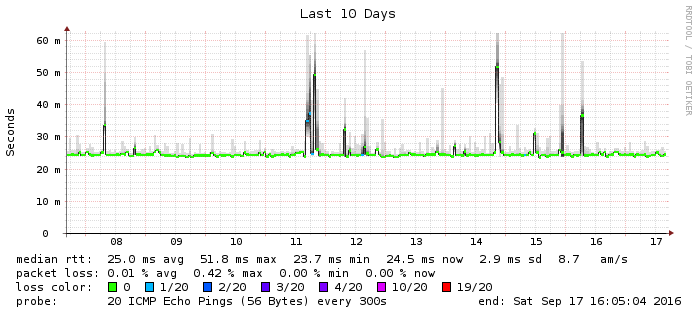 Last 10 Days
RRDTOOL / TOBI OETIKER
Seconds
60 m
50 m
40 m
30 m
20 m
10 m
0
08 09 10 11 12 13 14 15 16 17
median rtt: 25.0 ms avg 51.8 ms max 23.7 ms min 24.5 ms now 2.9 ms sd 8.7 am/s
packet loss: 0.01 % avg 0.42 % max 0.00 % min 0.00 % now
loss color: 0 1/20 2/20 3/20 4/20 10/20 19/20
probe: 20 ICMP Echo Pings (56 Bytes) every 300s end: Sat Sep 17 16:05:04 2016